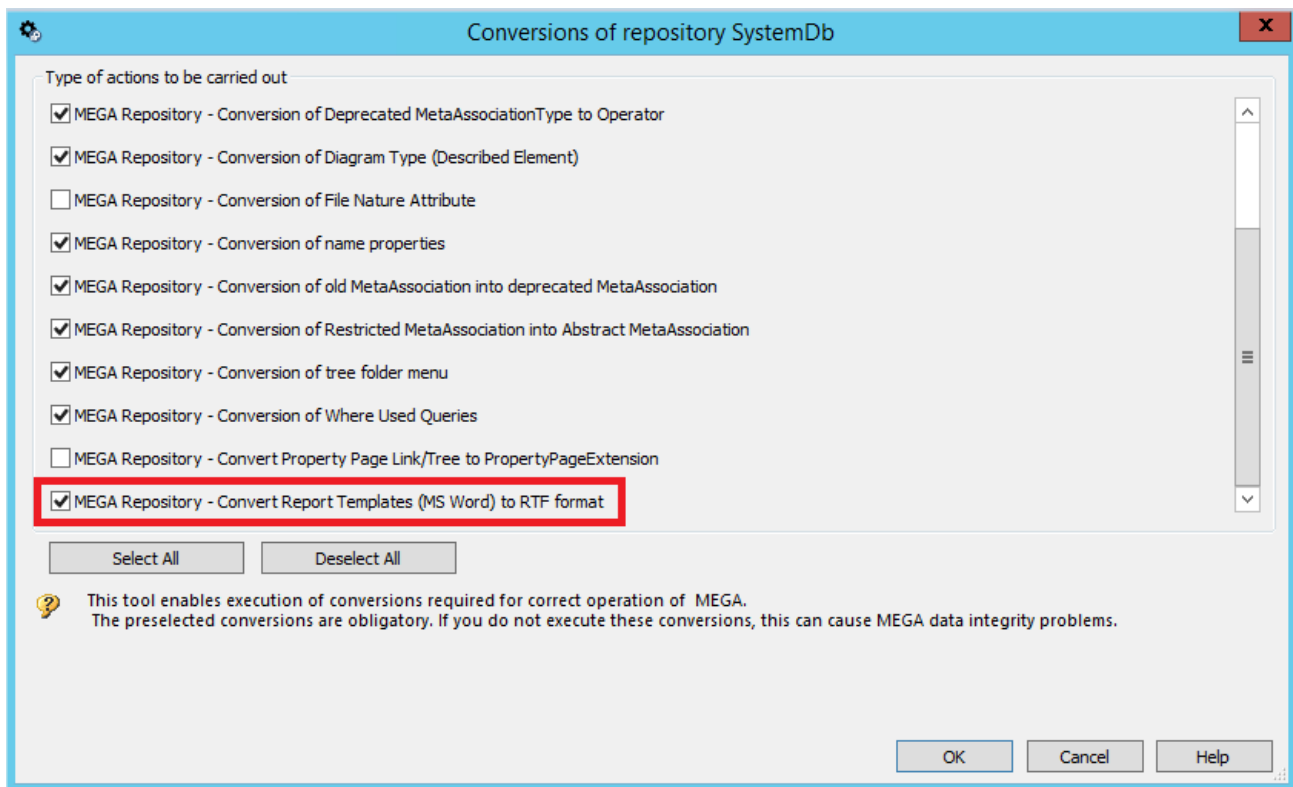 Conversions of repository SystemDb
x
Type of actions to be carried out
MEGA Repository - Conversion of Deprecated MetaAssociationType to Operator
MEGA Repository - Conversion of Diagram Type (Described Element)
MEGA Repository - Conversion of File Nature Attribute
MEGA Repository - Conversion of name properties
MEGA Repository - Conversion of old MetaAssociation into deprecated MetaAssociation
MEGA Repository - Conversion of Restricted MetaAssociation into Abstract MetaAssociation
MEGA Repository - Conversion of tree folder menu
MEGA Repository - Conversion of Where Used Queries
MEGA Repository - Convert Property Page Link/Tree to PropertyPageExtension
MEGA Repository - Convert Report Templates (MS Word) to RTF format
Select All Deselect All
This tool enables execution of conversions required for correct operation of MEGA.
The preselected conversions are obligatory. If you do not execute these conversions, this can cause MEGA data integrity problems.
OK Cancel Help